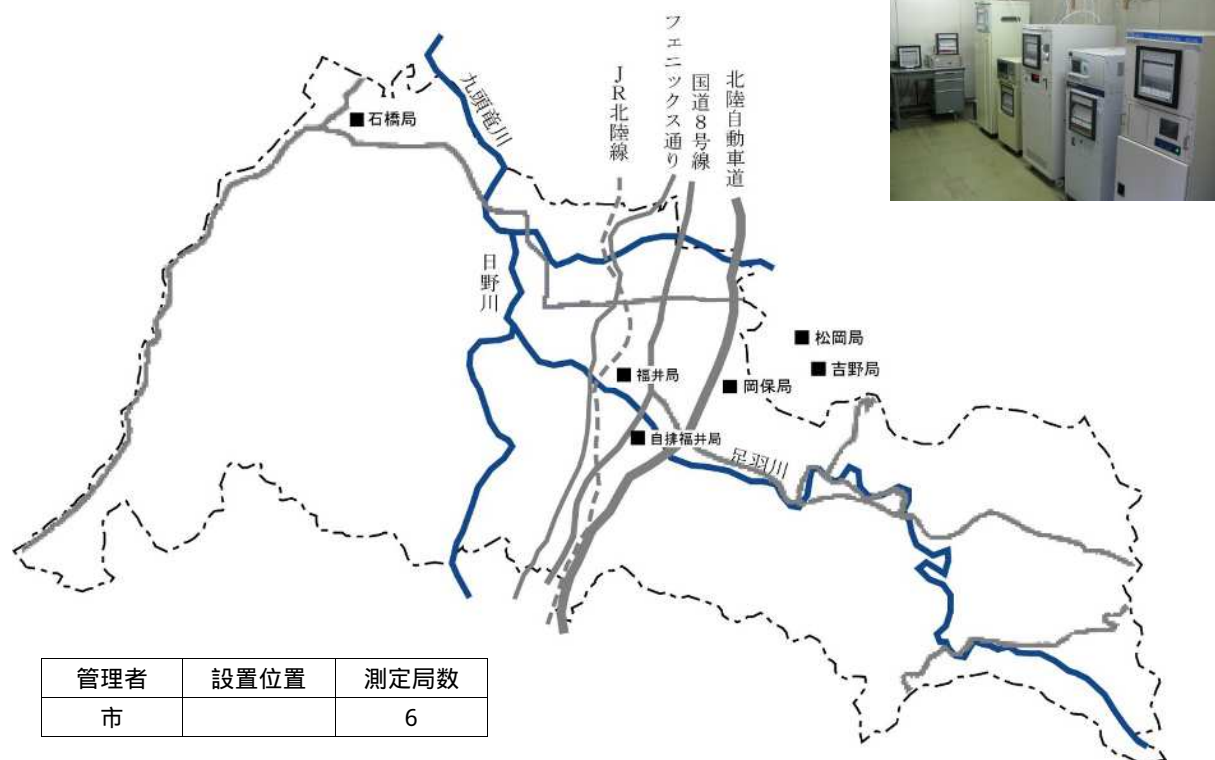 フェニックス通り
国道8号線
北陸自動車道
JR北陸線
九頭竜川
石橋局
日野川
松岡局
吉野局
福井局
岡保局
自排福井局
足羽川
管理者 設置位置 測定局数
市 6